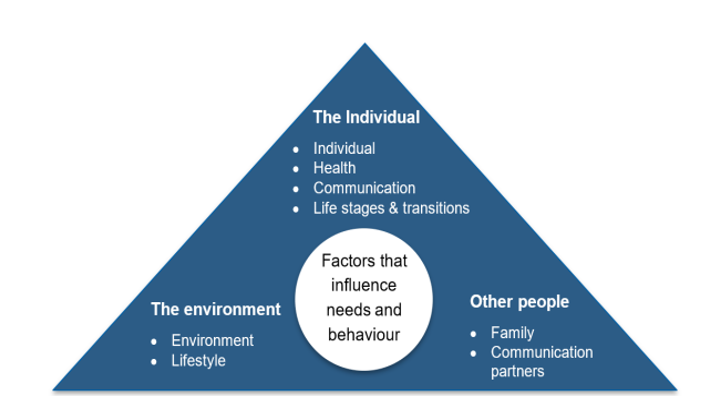 The Individual
• Individual
• Health
• Communication
• Life stages & transitions
Factors that
influence
needs and
behaviour
The environment
• Environment
• Lifestyle
Other people
• Family
• Communication
partners